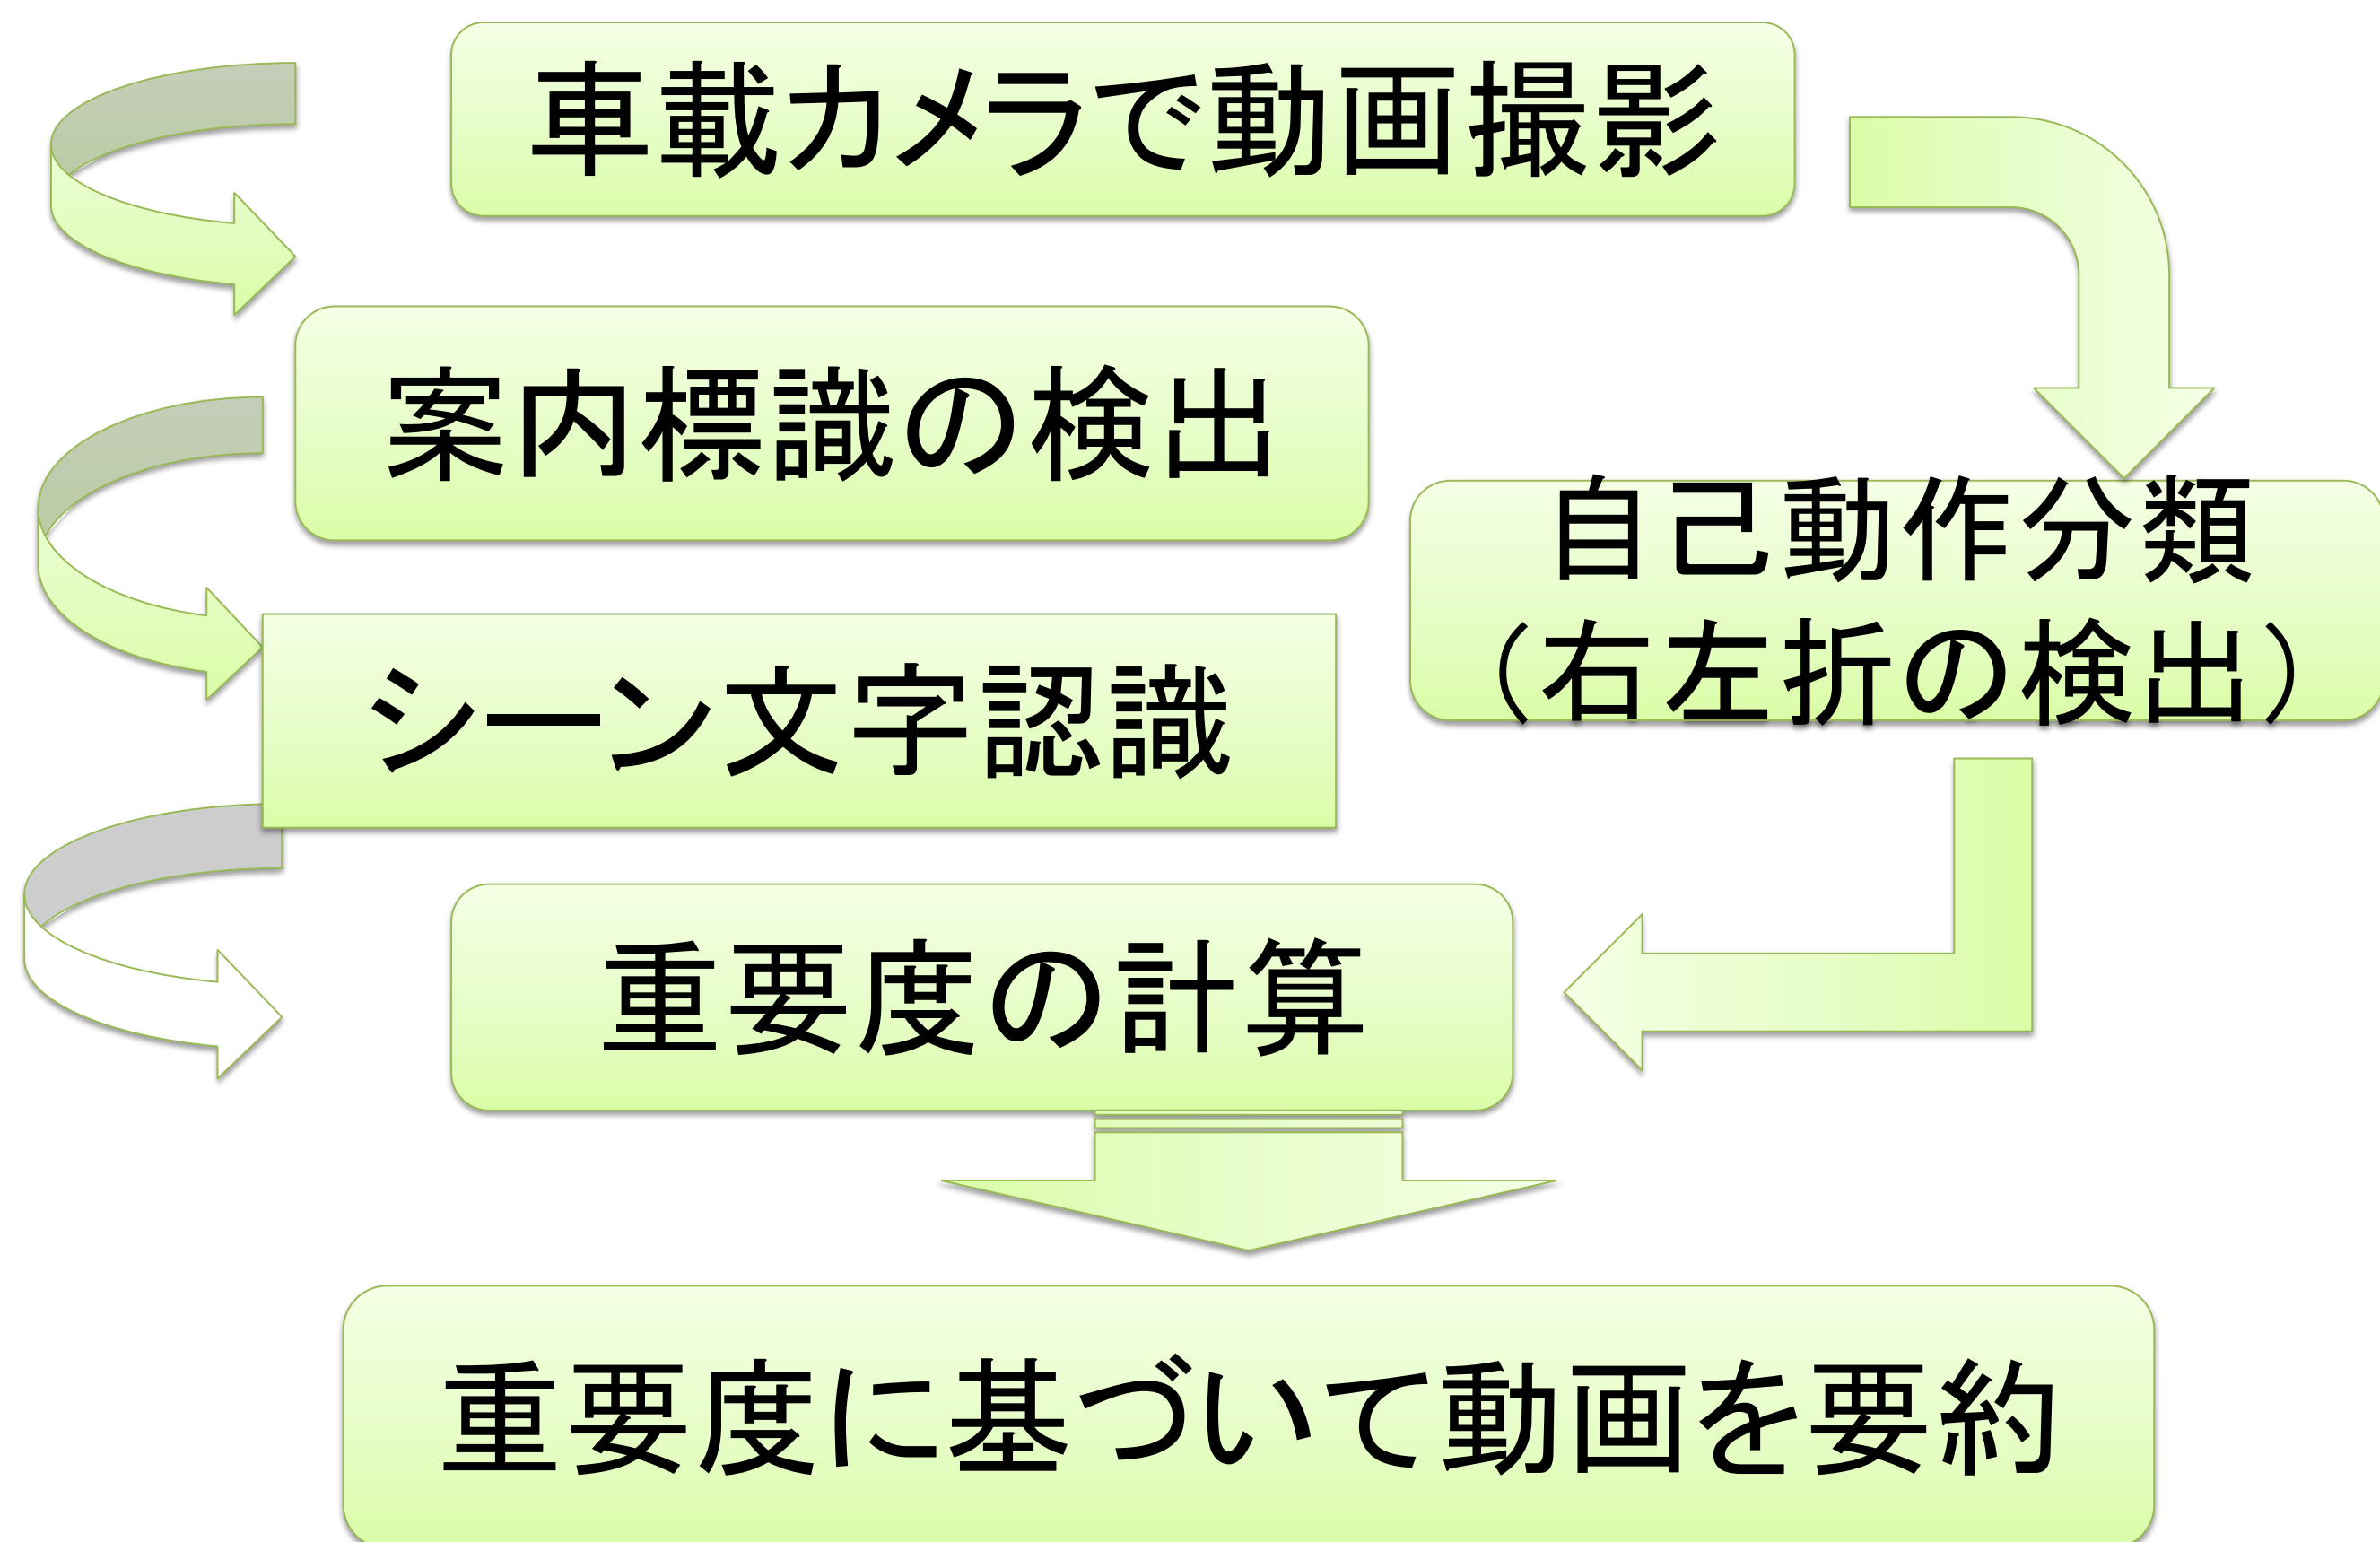 車載カメラで動画撮影
案内標識の検出
自己動作分類
（右左折の検出）
シーン文字認識
重要度の計算
重要度に基づいて動画を要約